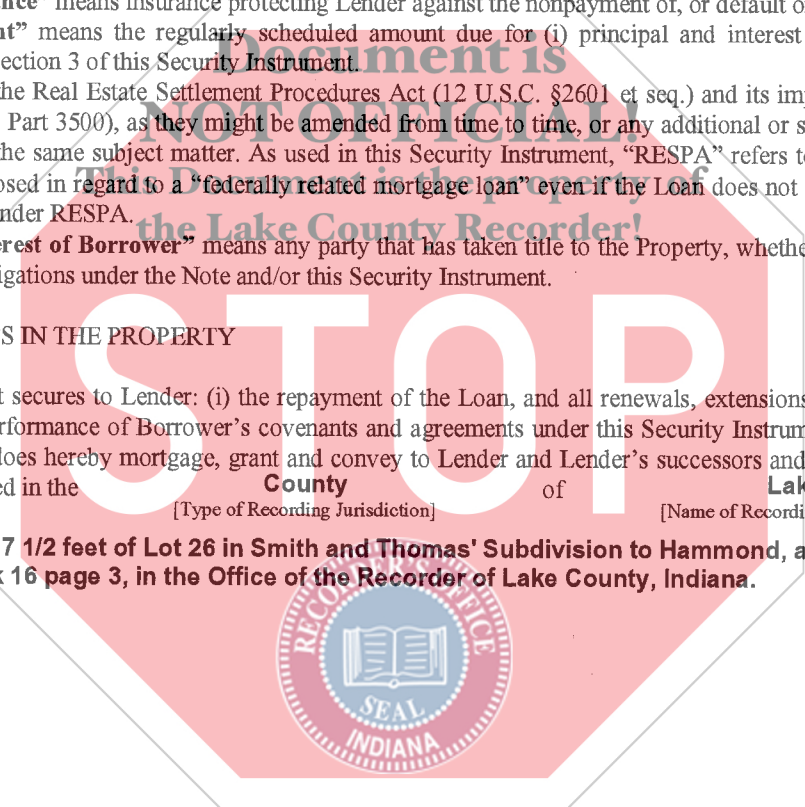 nce” means insurance protecting Lender against the nonpayment of, or default o
nt” means the regularly scheduled amount due for (i) principal and interest
ection 3 of this Security Instrument.
Document is
he Real Estate Settlement Procedures Act (12 U.S.C. §2601 et seq.) and its im
NOT OFFICIAL!
Part 3500), as they might be amended from time to time, or any additional or s
he same subject matter. As used in this Security Instrument, “RESPA” refers t
This Document is the property of
osed in regard to a “federally related mortgage loan” even if the Loan does not
nder RESPA.
the Lake County Recorder!
erest of Borrower” means any party that has taken title to the Property, whethe
igations under the Note and/or this Security Instrument.
STOP
S IN THE PROPERTY
t secures to Lender: (i) the repayment of the Loan, and all renewals, extensions
rformance of Borrower’s covenants and agreements under this Security Instrum
does hereby mortgage, grant and convey to Lender and Lender’s successors and
ed in the County of Lak
[Type of Recording Jurisdiction] [Name of Recordi
7 1/2 feet of Lot 26 in Smith and Thomas' Subdivision to Hammond, a
k 16 page 3, in the Office of the Recorder of Lake County, Indiana.
RECORDER'S OFFICE
SEAL
INDIANA